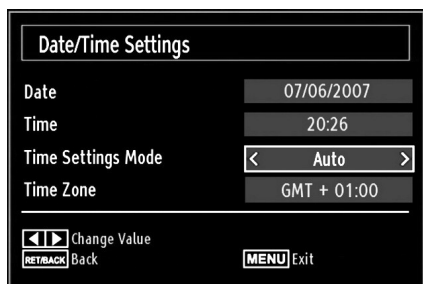 Date/Time Settings
Date 07/06/2007
Time 20:26
Time Settings Mode < Auto >
Time Zone GMT + 01:00
Change Value
RET/BACK Back MENU Exit